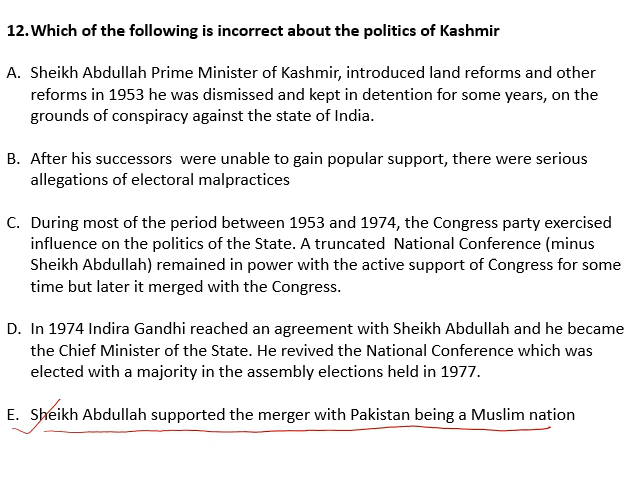 12. Which of the following is incorrect about the politics of Kashmir
A. Sheikh Abdullah Prime Minister of Kashmir, introduced land reforms and other
reforms in 1953 he was dismissed and kept in detention for some years, on the
grounds of conspiracy against the state of India.
B. After his successors were unable to gain popular support, there were serious
allegations of electoral malpractices
C. During most of the period between 1953 and 1974, the Congress party exercised
influence on the politics of the State. A truncated National Conference (minus
Sheikh Abdullah) remained in power with the active support of Congress for some
time but later it merged with the Congress.
D. In 1974 Indira Gandhi reached an agreement with Sheikh Abdullah and he became
the Chief Minister of the State. He revived the National Conference which was
elected with a majority in the assembly elections held in 1977.
E. Sheikh Abdullah supported the merger with Pakistan being a Muslim nation